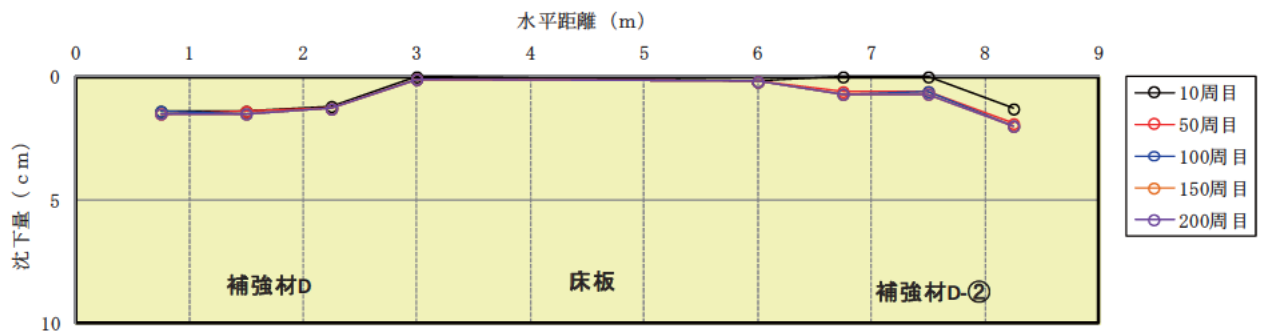 水平距離（m）
0 1 2 3 4 5 6 7 8 9
0
5
10
沈下量（cm）
補強材D
床板
補強材D-②
10周目
50周目
100周目
150周目
200周目